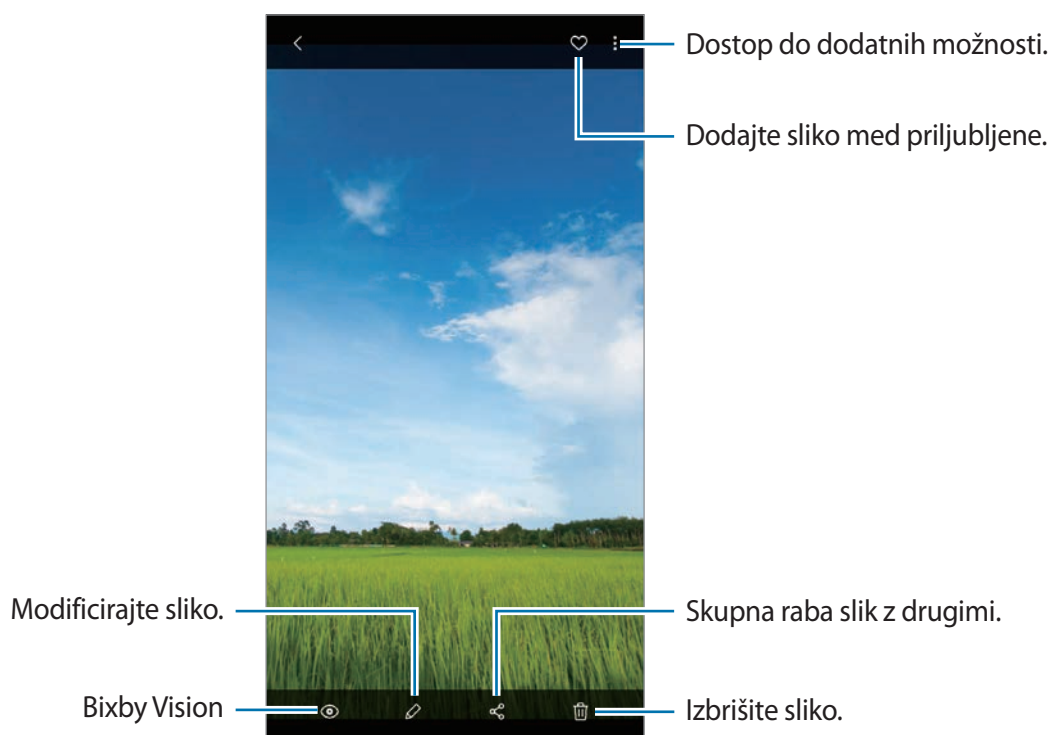 Dostop do dodatnih možnosti.
Dodajte sliko med priljubljene.
Modificirajte sliko.
Skupna raba slik z drugimi.
Bixby Vision
Izbrišite sliko.